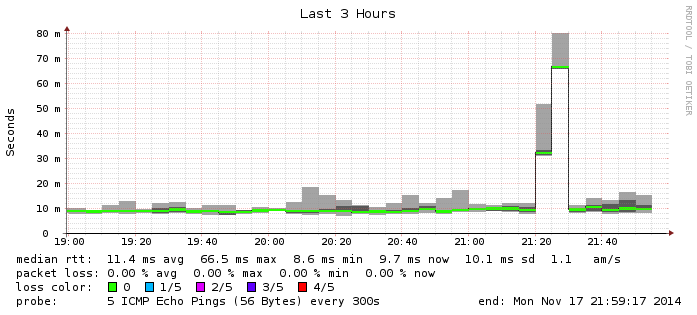 Last 3 Hours
RRDTOOL / TOBI OETIKER
Seconds
80 m
70 m
60 m
50 m
40 m
30 m
20 m
10 m
0
19:00 19:20 19:40 20:00 20:20 20:40 21:00 21:20 21:40
median rtt: 11.4 ms avg 66.5 ms max 8.6 ms min 9.7 ms now 10.1 ms sd 1.1 am/s
packet loss: 0.00 % avg 0.00 % max 0.00 % min 0.00 % now
loss color: 0 1/5 2/5 3/5 4/5
probe: 5 ICMP Echo Pings (56 Bytes) every 300s end: Mon Nov 17 21:59:17 2014